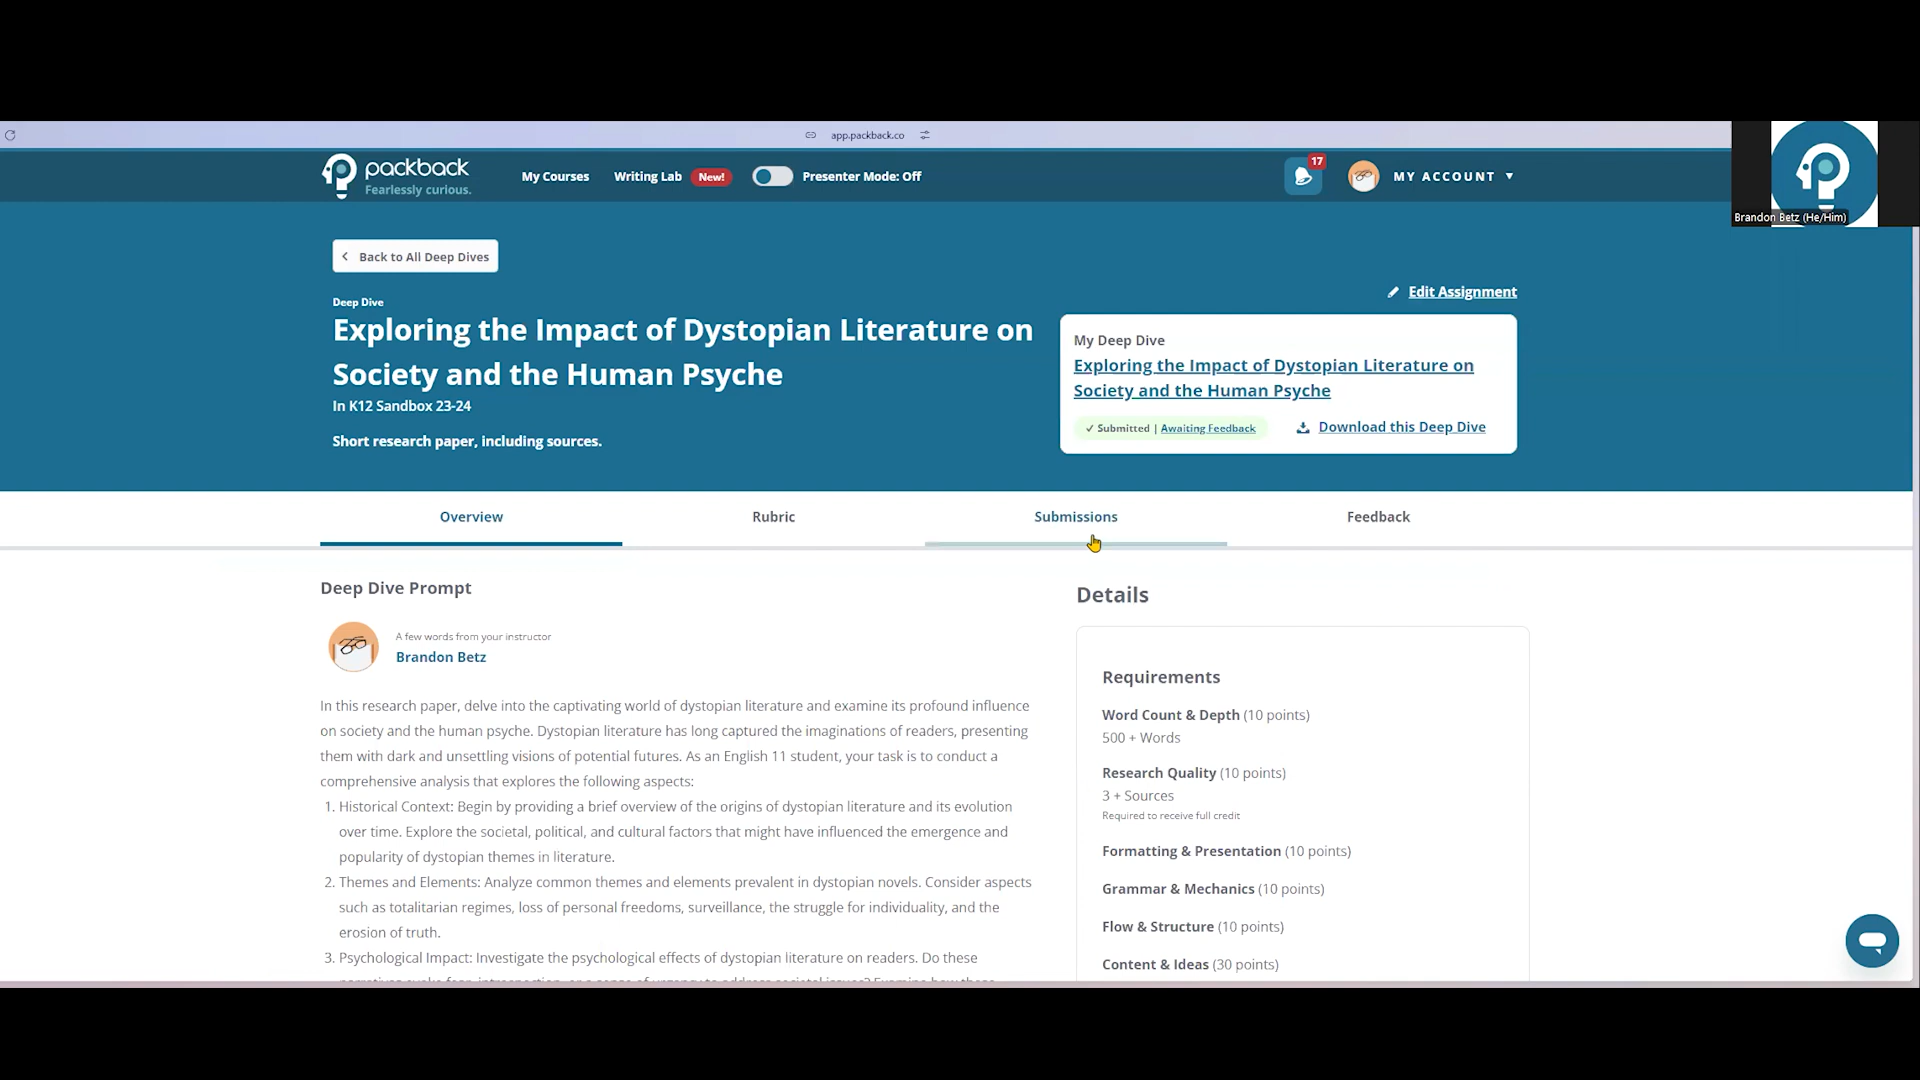 app.packback.co
packback
Fearlessly curious.
My Courses
Writing Lab
New!
Presenter Mode: Off
17
MY ACCOUNT
Brandon Betz (He/Him)
Back to All Deep Dives
Edit Assignment
Deep Dive
Exploring the Impact of Dystopian Literature on
Society and the Human Psyche
In K12 Sandbox 23-24
Short research paper, including sources.
My Deep Dive
Exploring the Impact of Dystopian Literature on
Society and the Human Psyche
✓ Submitted | Awaiting Feedback
Download this Deep Dive
Overview
Rubric
Submissions
Feedback
Deep Dive Prompt
A few words from your instructor
Brandon Betz
In this research paper, delve into the captivating world of dystopian literature and examine its profound influence
on society and the human psyche. Dystopian literature has long captured the imaginations of readers, presenting
them with dark and unsettling visions of potential futures. As an English 11 student, your task is to conduct a
comprehensive analysis that explores the following aspects:
1. Historical Context: Begin by providing a brief overview of the origins of dystopian literature and its evolution
over time. Explore the societal, political, and cultural factors that might have influenced the emergence and
popularity of dystopian themes in literature.
2. Themes and Elements: Analyze common themes and elements prevalent in dystopian novels. Consider aspects
such as totalitarian regimes, loss of personal freedoms, surveillance, the struggle for individuality, and the
erosion of truth.
3. Psychological Impact: Investigate the psychological effects of dystopian literature on readers. Do these
Details
Requirements
Word Count & Depth (10 points)
500 + Words
Research Quality (10 points)
3 + Sources
Required to receive full credit
Formatting & Presentation (10 points)
Grammar & Mechanics (10 points)
Flow & Structure (10 points)
Content & Ideas (30 points)